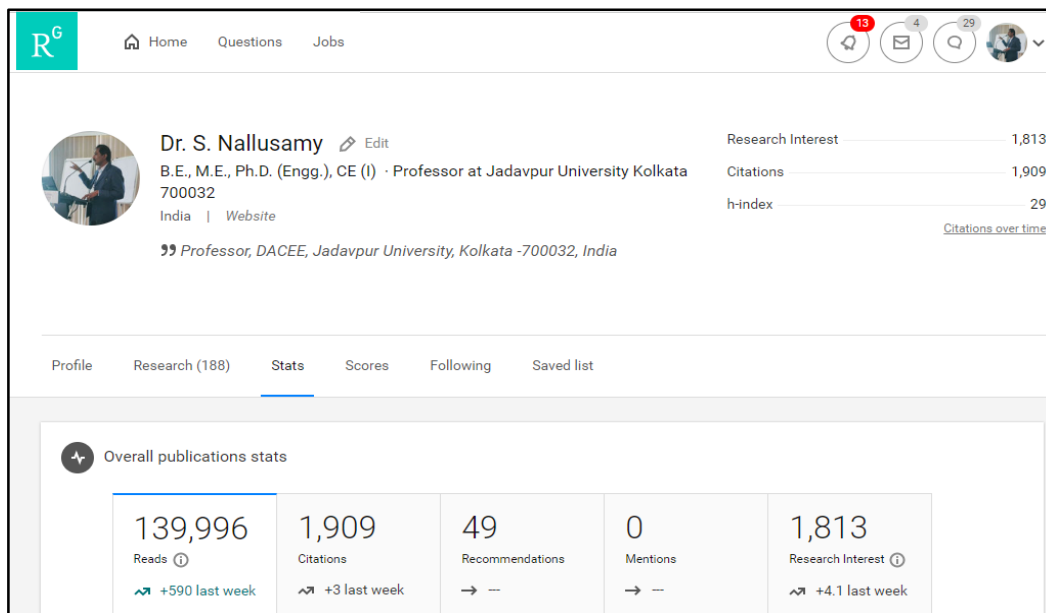 RG
Home Questions Jobs 13 4 29
Dr. S. Nallusamy Edit
B.E., M.E., Ph.D. (Engg.), CE (I) · Professor at Jadavpur University Kolkata
700032
India | Website
Professor, DACEE, Jadavpur University, Kolkata -700032, India
Research Interest 1,813
Citations 1,909
h-index 29
Citations over time
Profile Research (188) Stats Scores Following Saved list
Overall publications stats
139,996 1,909 49 0 1,813
Reads Citations Recommendations Mentions Research Interest
+590 last week +3 last week --- --- +4.1 last week